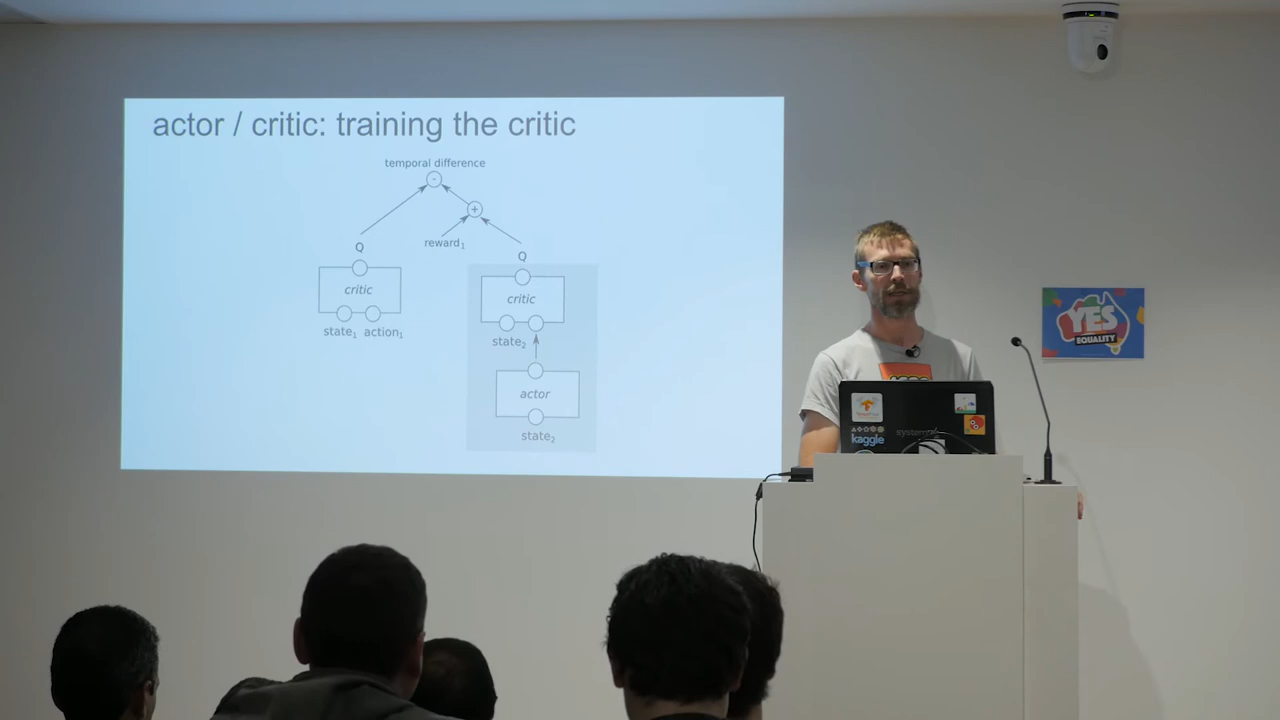 actor / critic: training the critic
temporal difference
-
+
Q
reward1
Q
critic
critic
state1 action1
state2
actor
state2
YES
EQUALITY
kaggle